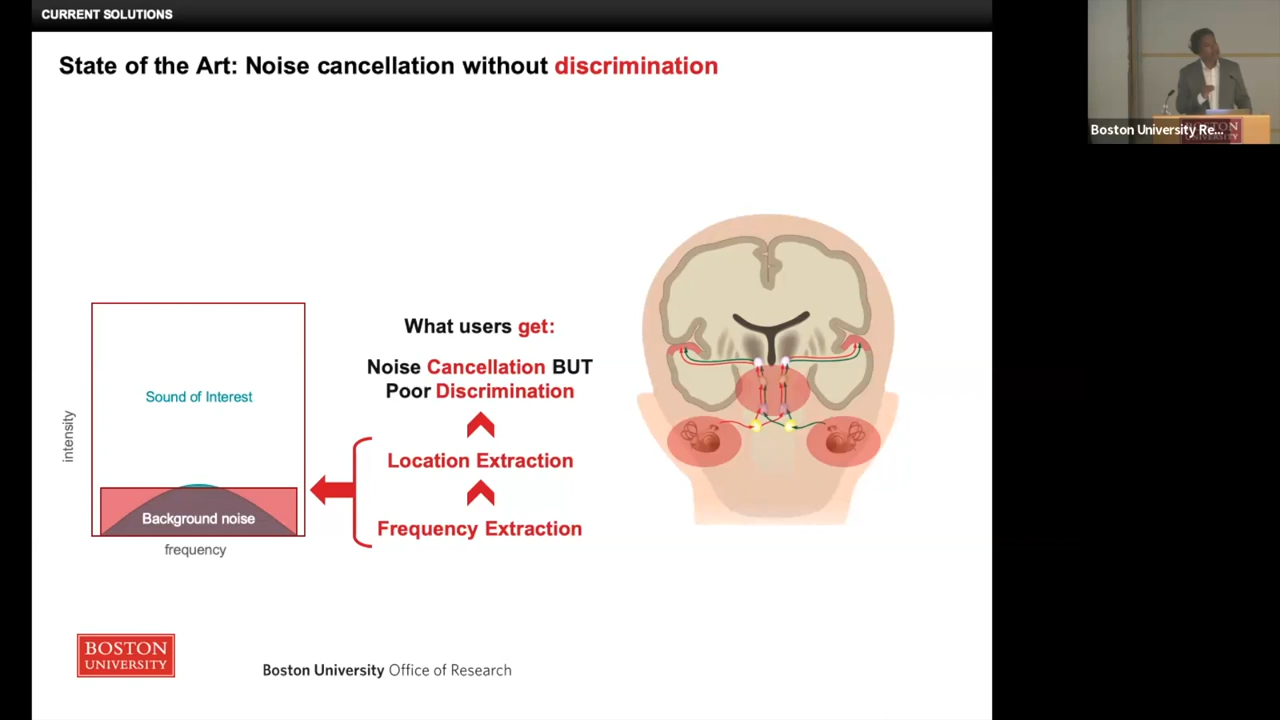 CURRENT SOLUTIONS
State of the Art: Noise cancellation without discrimination
Boston University Re...
BOSTON
UNIVERSITY
What users get:
Noise Cancellation BUT
Poor Discrimination
Location Extraction
Frequency Extraction
intensity
Sound of Interest
Background noise
frequency
BOSTON
UNIVERSITY
Boston University Office of Research